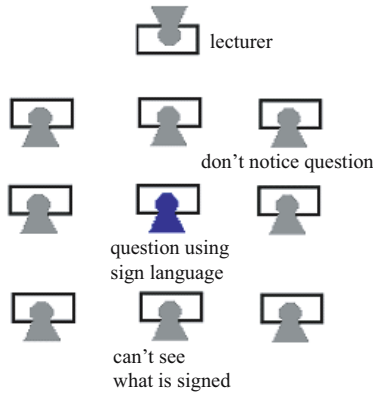 lecturer
don't notice question
question using
sign language
can't see
what is signed